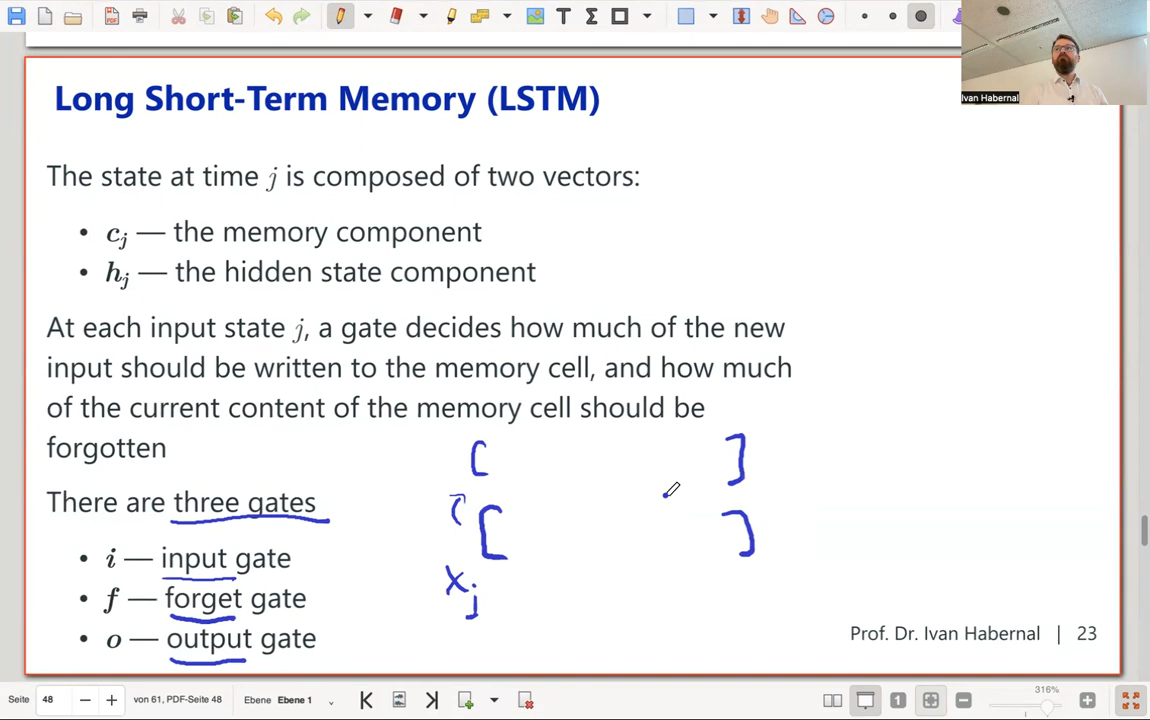 Ivan Habernal
Long Short-Term Memory (LSTM)
The state at time j is composed of two vectors:
• cj — the memory component
• hj — the hidden state component
At each input state j, a gate decides how much of the new
input should be written to the memory cell, and how much
of the current content of the memory cell should be
forgotten
There are three gates
• i — input gate
• f — forget gate
• o — output gate
[ ]
[ ]
xj
Prof. Dr. Ivan Habernal | 23
Seite 48 von 61, PDF-Seite 48 Ebene Ebene 1 316%